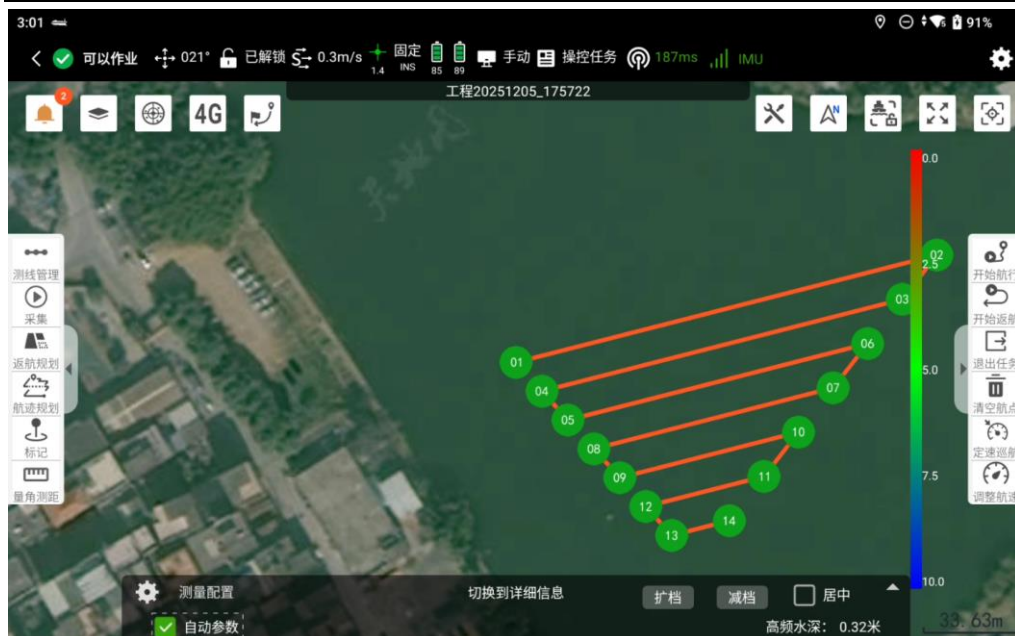 3:01
91%
可以作业 021° 已解锁 0.3m/s 1.4 固定 INS 85 89 手动 操控任务 187ms IMU
工程20251205_175722
2
4G
N
0.0
02
2.5
03
06
01
5.0
04
07
05
10
08
11
7.5
09
12
14
13
10.0
测线管理
采集
返航规划
航迹规划
标记
量角测距
开始航行
开始返航
退出任务
清空航点
定速巡航
调整航速
测量配置
切换到详细信息
扩档
减档
居中
自动参数
高频水深： 0.32米
33.63m